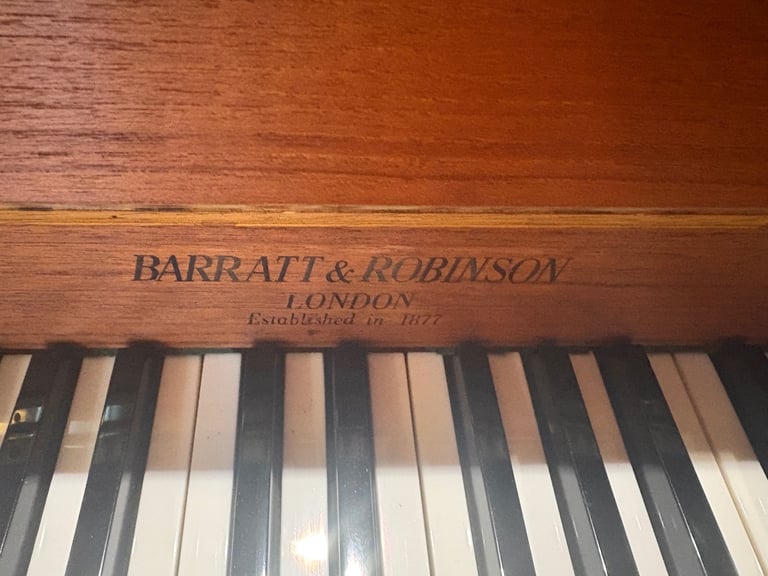 BARRATT & ROBINSON
LONDON
Established in 1877